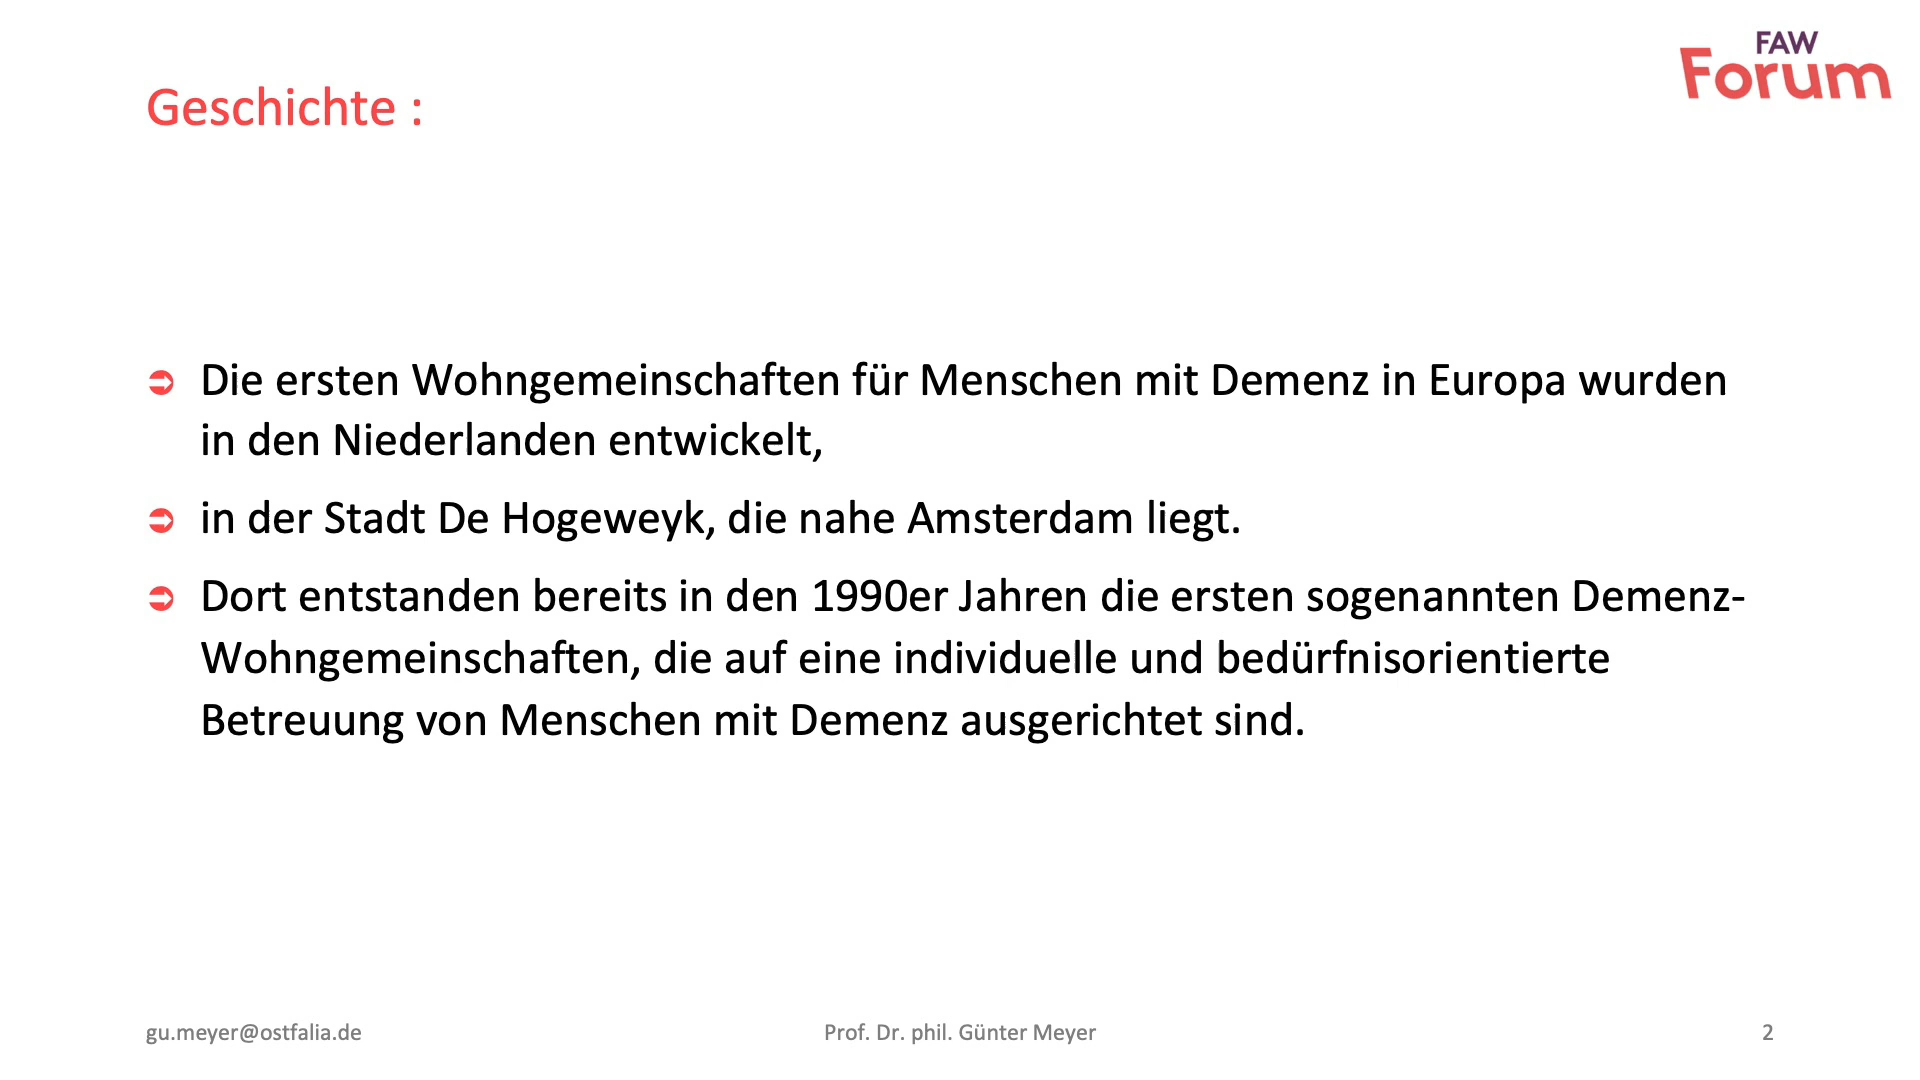 FAW
Forum
Geschichte :
Die ersten Wohngemeinschaften für Menschen mit Demenz in Europa wurden
in den Niederlanden entwickelt,
in der Stadt De Hogeweyk, die nahe Amsterdam liegt.
Dort entstanden bereits in den 1990er Jahren die ersten sogenannten Demenz-
Wohngemeinschaften, die auf eine individuelle und bedürfnisorientierte
Betreuung von Menschen mit Demenz ausgerichtet sind.
gu.meyer@ostfalia.de
Prof. Dr. phil. Günter Meyer
2